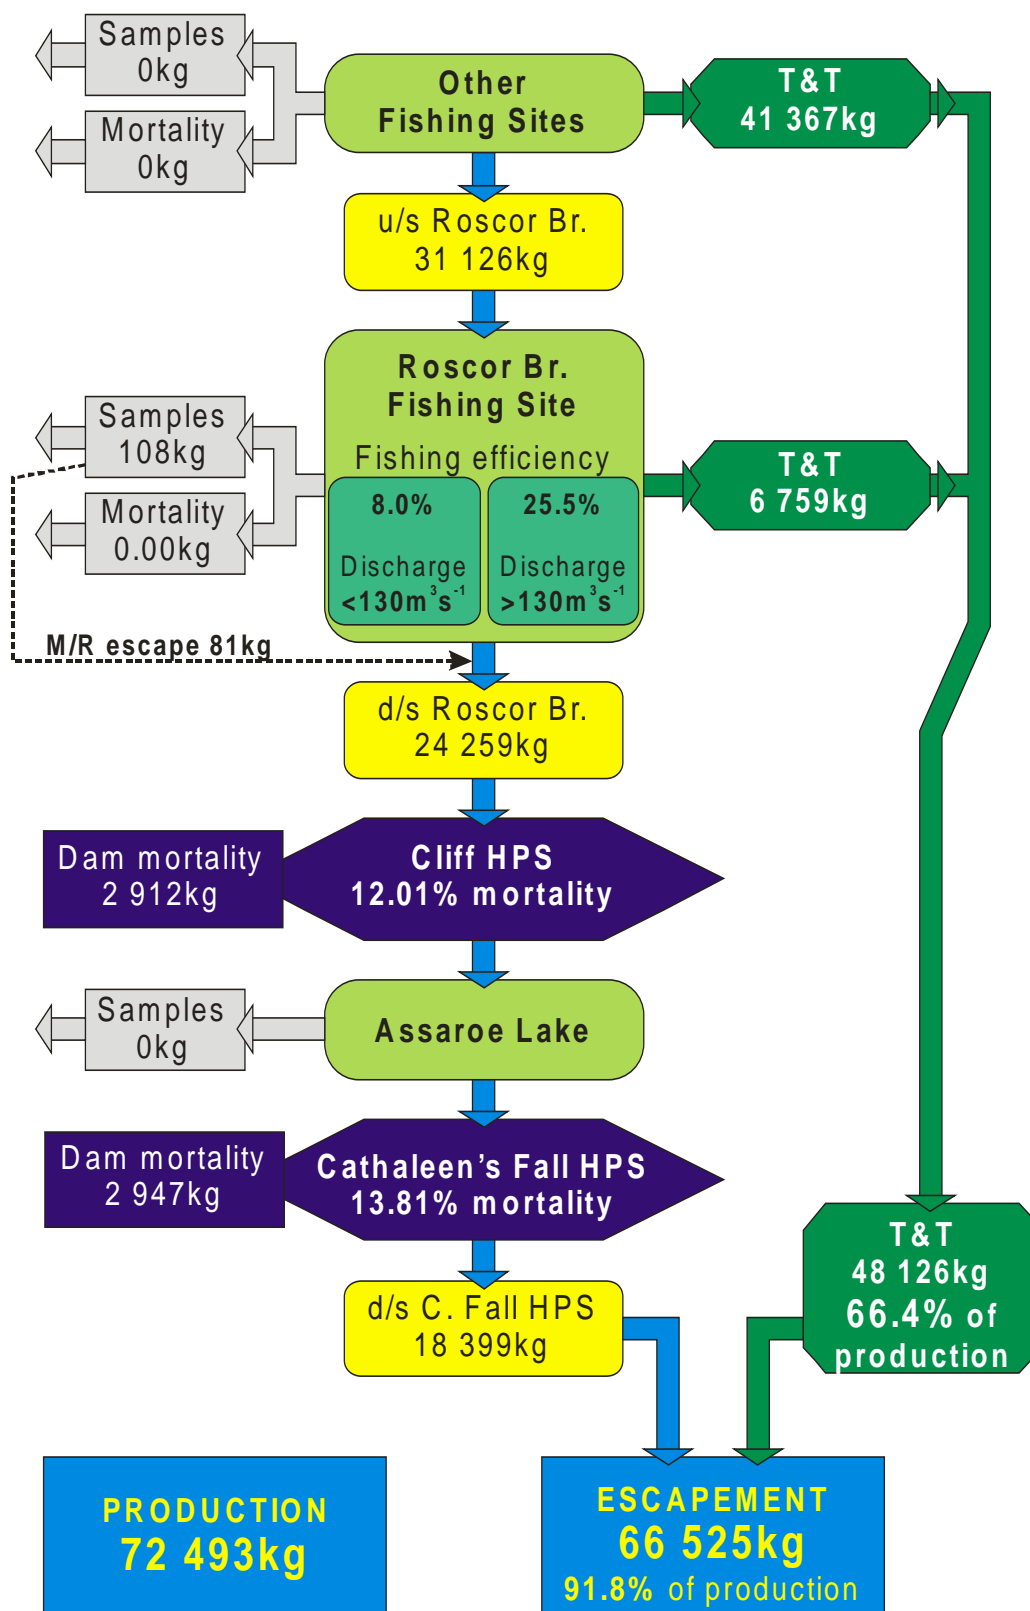 Samples
0kg
Mortality
0kg
Other
Fishing Sites
T&T
41 367kg
u/s Roscor Br.
31 126kg
Roscor Br.
Fishing Site
Fishing efficiency
8.0%
Discharge
<130m³s⁻¹
25.5%
Discharge
>130m³s⁻¹
Samples
108kg
Mortality
0.00kg
T&T
6 759kg
M/R escape 81kg
d/s Roscor Br.
24 259kg
Dam mortality
2 912kg
Cliff HPS
12.01% mortality
Samples
0kg
Assaroe Lake
Dam mortality
2 947kg
Cathaleen's Fall HPS
13.81% mortality
d/s C. Fall HPS
18 399kg
T&T
48 126kg
66.4% of
production
PRODUCTION
72 493kg
ESCAPEMENT
66 525kg
91.8% of production